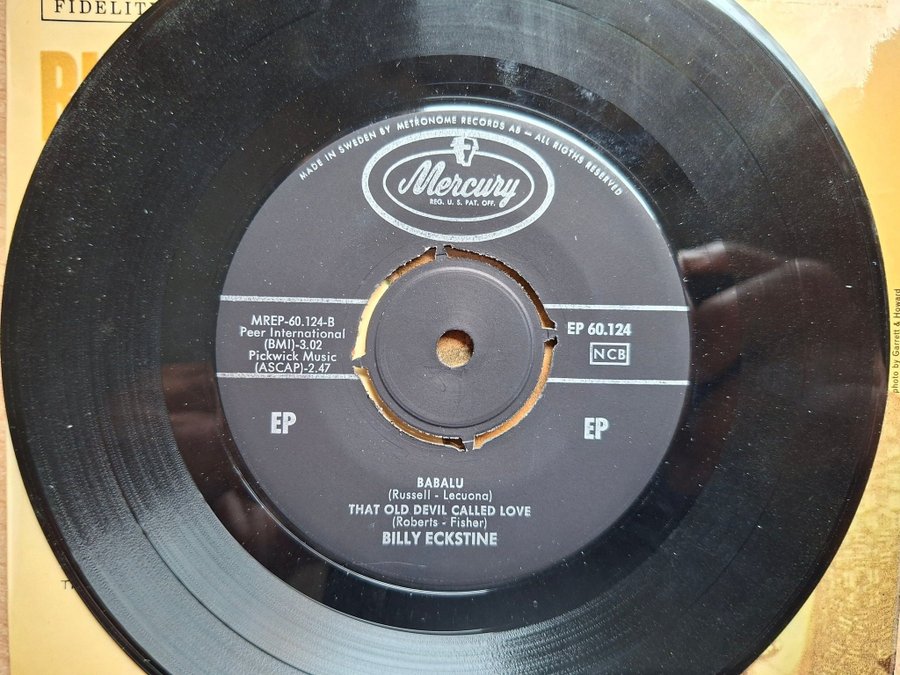 FIDELITY
MADE IN SWEDEN BY METRONOME RECORDS AB – ALL RIGTHS RESERVED
Mercury
REG. U. S. PAT. OFF.
MREP-60.124-B
Peer International
(BMI)-3.02
Pickwick Music
(ASCAP)-2.47
EP 60.124
NCB
EP
EP
BABALU
(Russell - Lecuona)
THAT OLD DEVIL CALLED LOVE
(Roberts - Fisher)
BILLY ECKSTINE
photo by Garrett & Howard